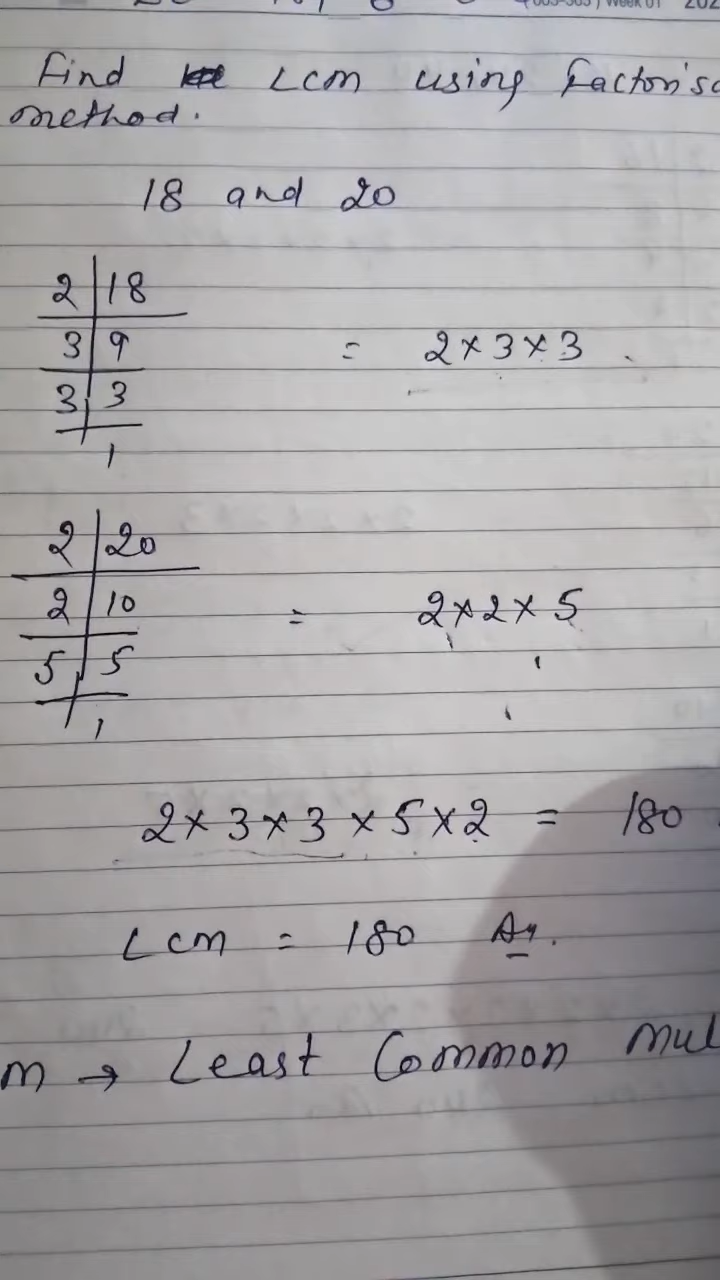 Find LCM using Factoris
method.
18 and 20
2 | 18
3 | 9 = 2 × 3 × 3
3 | 3
1
2 | 20
2 | 10 = 2 × 2 × 5
5 | 5
1
2 × 3 × 3 × 5 × 2 = 180
LCM = 180 An.
m → Least Common Mul